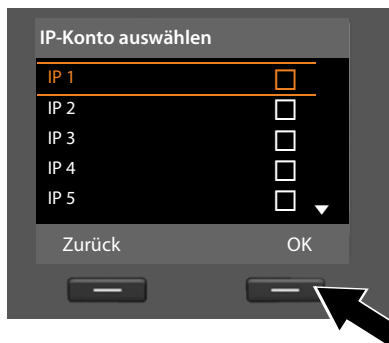 IP-Konto auswählen
IP 1
IP 2
IP 3
IP 4
IP 5
Zurück OK